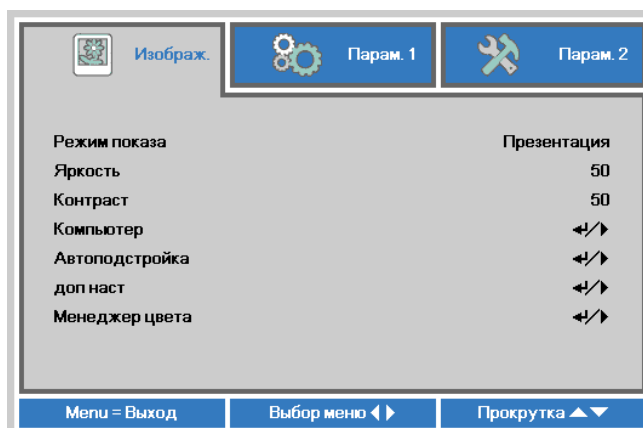 Изображ. Парам. 1 Парам. 2
Режим показа Презентация
Яркость 50
Контраст 50
Компьютер ↵/▶
Автоподстройка ↵/▶
доп наст ↵/▶
Менеджер цвета ↵/▶
Menu = Выход Выбор меню ◀▶ Прокрутка ▲▼